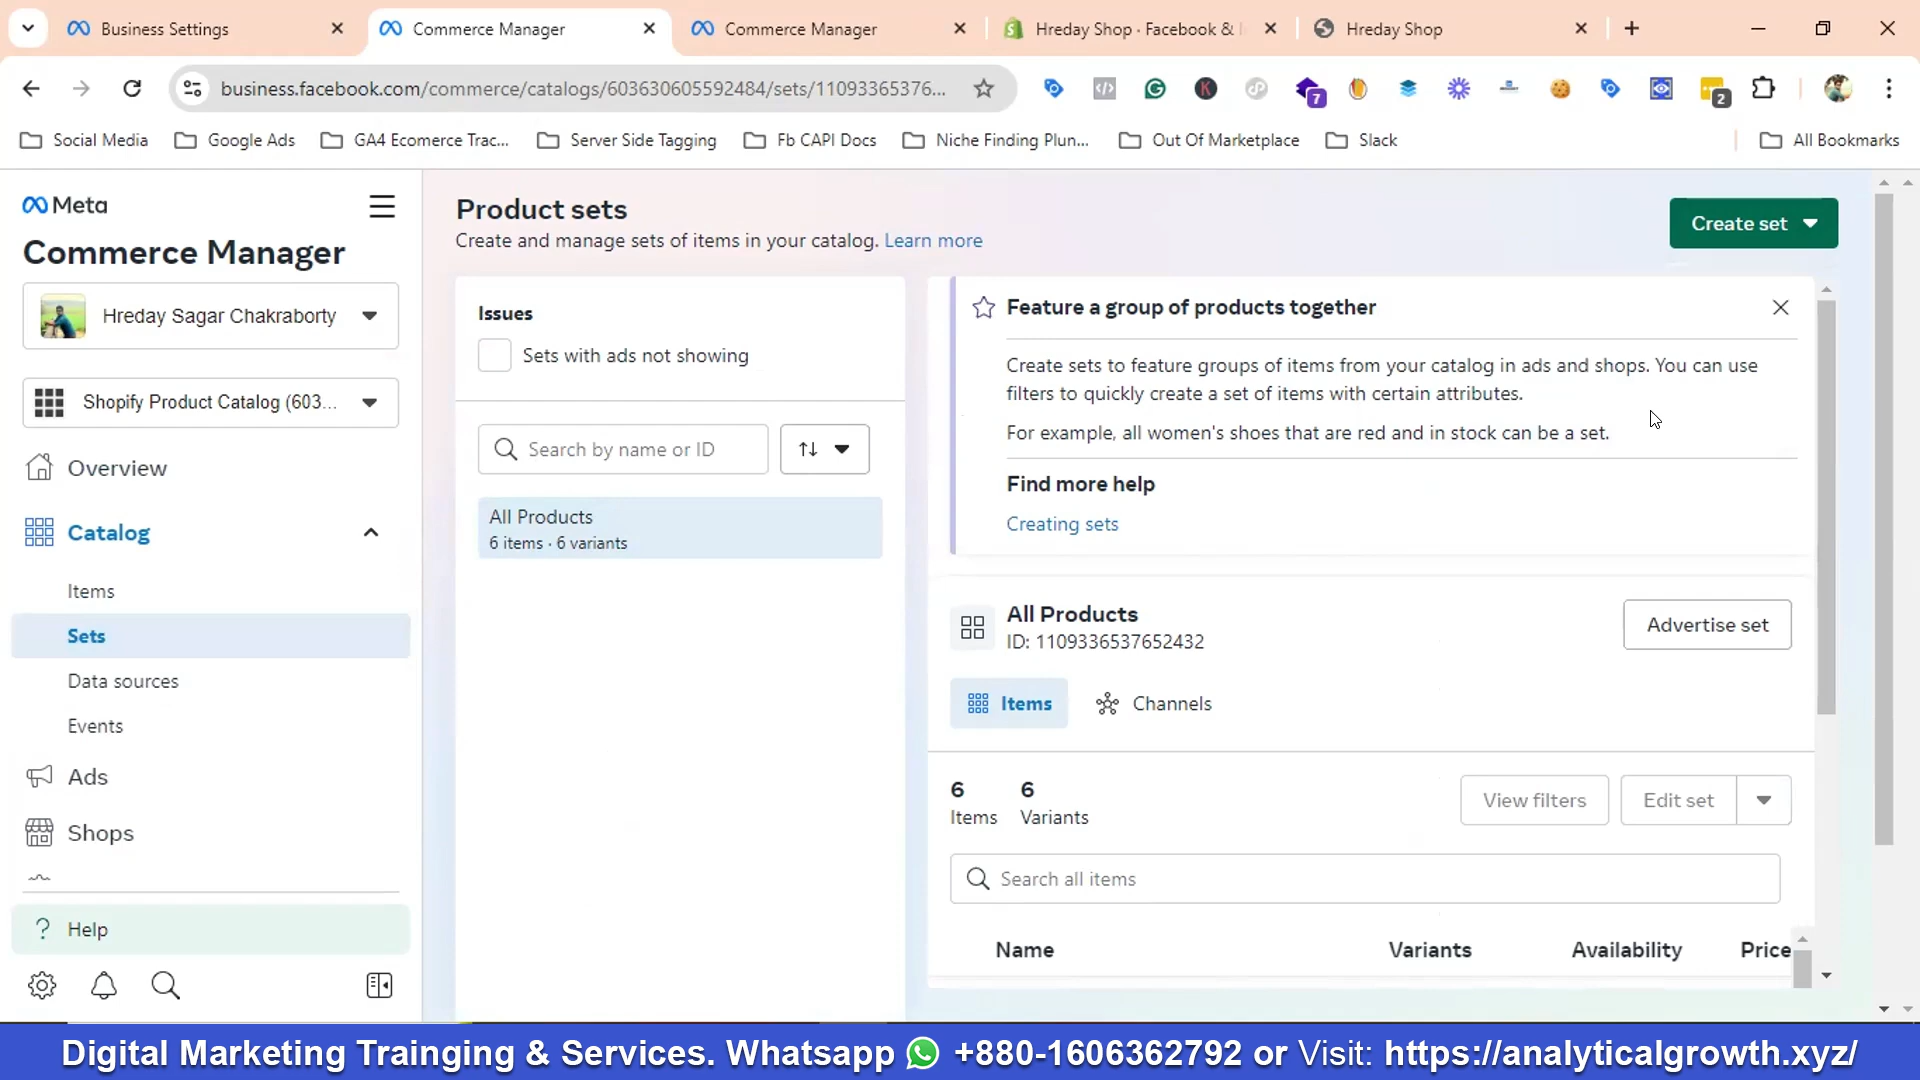 Business Settings
Commerce Manager
Commerce Manager
Hreday Shop · Facebook &
Hreday Shop
business.facebook.com/commerce/catalogs/603630605592484/sets/11093365376...
7
2
Social Media
Google Ads
GA4 Ecomerce Trac...
Server Side Tagging
Fb CAPI Docs
Niche Finding Plun...
Out Of Marketplace
Slack
All Bookmarks
Meta
Commerce Manager
Hreday Sagar Chakraborty
Shopify Product Catalog (603...
Overview
Catalog
Items
Sets
Data sources
Events
Ads
Shops
? Help
Product sets
Create and manage sets of items in your catalog. Learn more
Create set
Issues
Sets with ads not showing
Search by name or ID
All Products
6 items · 6 variants
Feature a group of products together
Create sets to feature groups of items from your catalog in ads and shops. You can use
filters to quickly create a set of items with certain attributes.
For example, all women's shoes that are red and in stock can be a set.
Find more help
Creating sets
All Products
ID: 1109336537652432
Advertise set
Items
Channels
6 6
Items Variants
View filters
Edit set
Search all items
Name Variants Availability Price
Digital Marketing Trainging & Services. Whatsapp +880-1606362792 or Visit: https://analyticalgrowth.xyz/